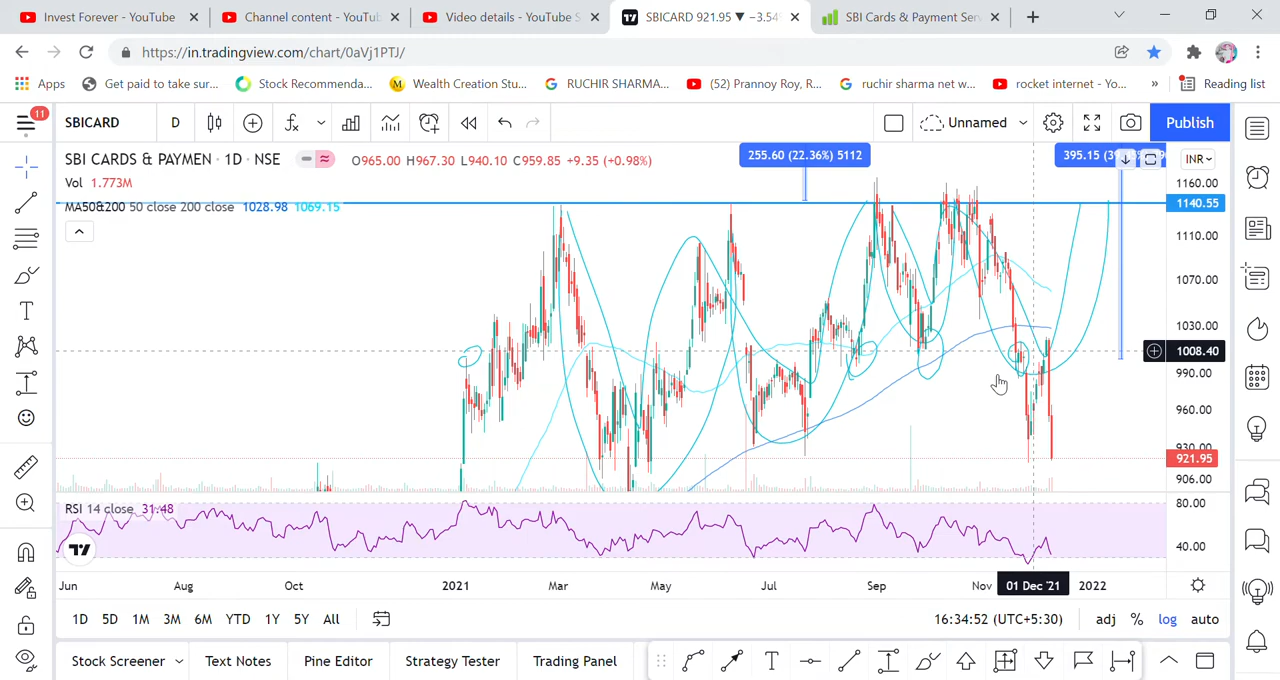 Invest Forever - YouTube
Channel content - YouTu
Video details - YouTube S
SBICARD 921.95 ▼ −3.54
SBI Cards & Payment Ser
https://in.tradingview.com/chart/0aVj1PTJ/
Apps
Get paid to take sur...
Stock Recommenda...
Wealth Creation Stu...
RUCHIR SHARMA...
(52) Prannoy Roy, R...
ruchir sharma net w...
rocket internet - Yo...
»
Reading list
11
SBICARD
D
Unnamed
Publish
SBI CARDS & PAYMEN · 1D · NSE
O965.00 H967.30 L940.10 C959.85 +9.35 (+0.98%)
255.60 (22.36%) 5112
395.15 (3
INR
Vol 1.773M
MA50&200 50 close 200 close 1028.98 1069.15
1160.00
1140.55
1110.00
1070.00
1030.00
1008.40
990.00
960.00
930.00
921.95
906.00
RSI 14 close 31.48
80.00
40.00
Jun
Aug
Oct
2021
Mar
May
Jul
Sep
Nov
01 Dec '21
2022
1D 5D 1M 3M 6M YTD 1Y 5Y All
16:34:52 (UTC+5:30)
adj % log auto
Stock Screener
Text Notes
Pine Editor
Strategy Tester
Trading Panel